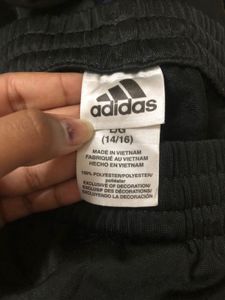 adidas
L/G
(14/16)
MADE IN VIETNAM
FABRIQUÉ AU VIETNAM
HECHO EN VIETNAM
100% POLYESTER/POLYESTER/
poliéster
EXCLUSIVE OF DECORATION/
EXCLUSIF DES DÉCORATIONS/
EXCLUYENDO LA DECORACIÓN